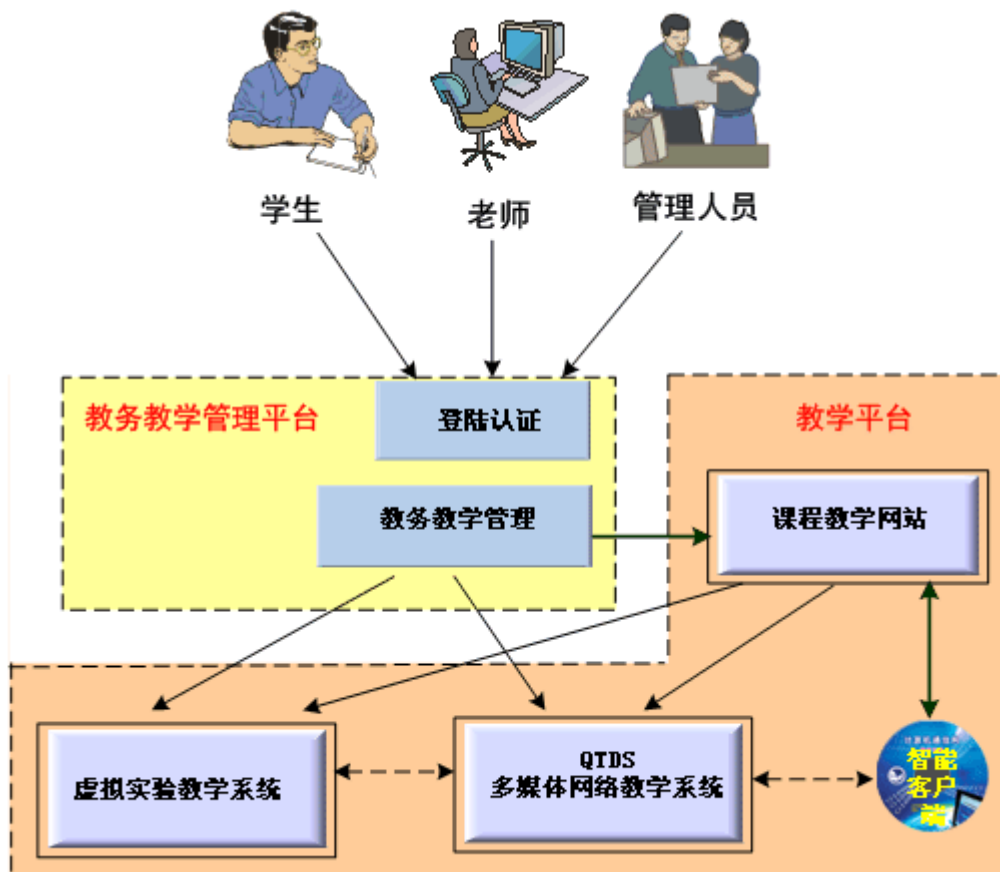 学生
老师
管理人员
教务教学管理平台
登陆认证
教学平台
教务教学管理
课程教学网站
虚拟实验教学系统
QTDS
多媒体网络教学系统
智能
客户
端